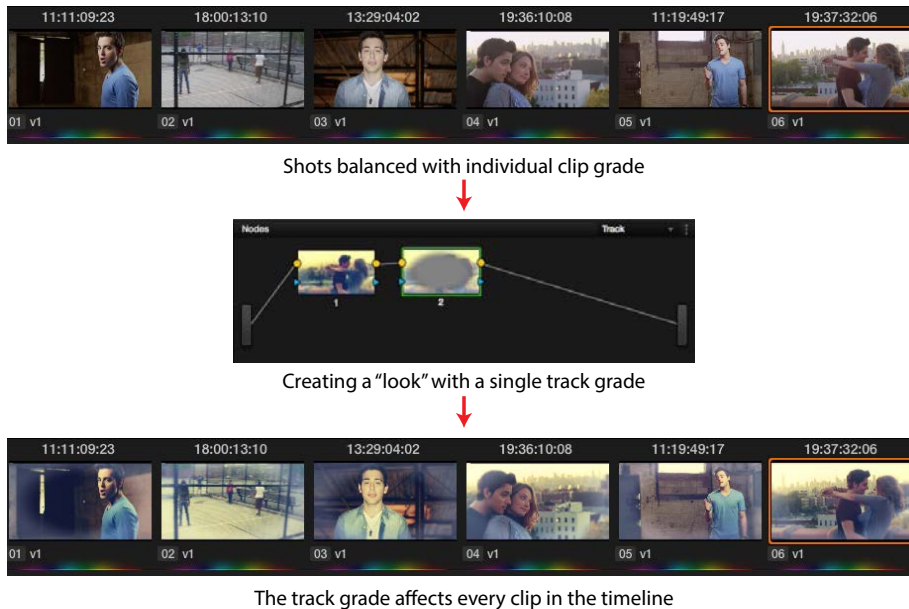 11:11:09:23 18:00:13:10 13:29:04:02 19:36:10:08 11:19:49:17 19:37:32:06
01 v1 02 v1 03 v1 04 v1 05 v1 06 v1
Shots balanced with individual clip grade
Nodes Track
1 2
Creating a “look” with a single track grade
11:11:09:23 18:00:13:10 13:29:04:02 19:36:10:08 11:19:49:17 19:37:32:06
01 v1 02 v1 03 v1 04 v1 05 v1 06 v1
The track grade affects every clip in the timeline